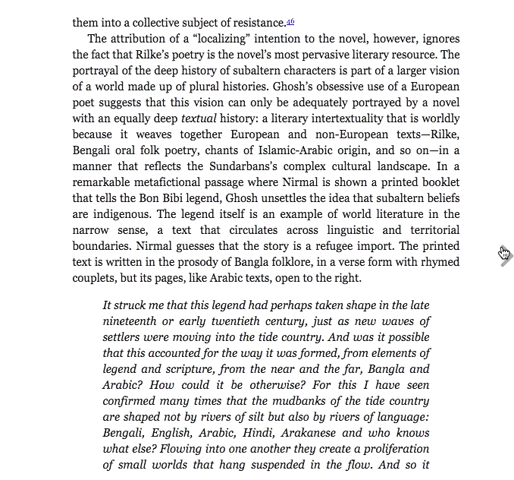 them into a collective subject of resistance.46
The attribution of a “localizing” intention to the novel, however, ignores
the fact that Rilke’s poetry is the novel’s most pervasive literary resource. The
portrayal of the deep history of subaltern characters is part of a larger vision
of a world made up of plural histories. Ghosh’s obsessive use of a European
poet suggests that this vision can only be adequately portrayed by a novel
with an equally deep textual history: a literary intertextuality that is worldly
because it weaves together European and non-European texts—Rilke,
Bengali oral folk poetry, chants of Islamic-Arabic origin, and so on—in a
manner that reflects the Sundarbans’s complex cultural landscape. In a
remarkable metafictional passage where Nirmal is shown a printed booklet
that tells the Bon Bibi legend, Ghosh unsettles the idea that subaltern beliefs
are indigenous. The legend itself is an example of world literature in the
narrow sense, a text that circulates across linguistic and territorial
boundaries. Nirmal guesses that the story is a refugee import. The printed
text is written in the prosody of Bangla folklore, in a verse form with rhymed
couplets, but its pages, like Arabic texts, open to the right.
It struck me that this legend had perhaps taken shape in the late
nineteenth or early twentieth century, just as new waves of
settlers were moving into the tide country. And was it possible
that this accounted for the way it was formed, from elements of
legend and scripture, from the near and the far, Bangla and
Arabic? How could it be otherwise? For this I have seen
confirmed many times that the mudbanks of the tide country
are shaped not by rivers of silt but also by rivers of language:
Bengali, English, Arabic, Hindi, Arakanese and who knows
what else? Flowing into one another they create a proliferation
of small worlds that hang suspended in the flow. And so it